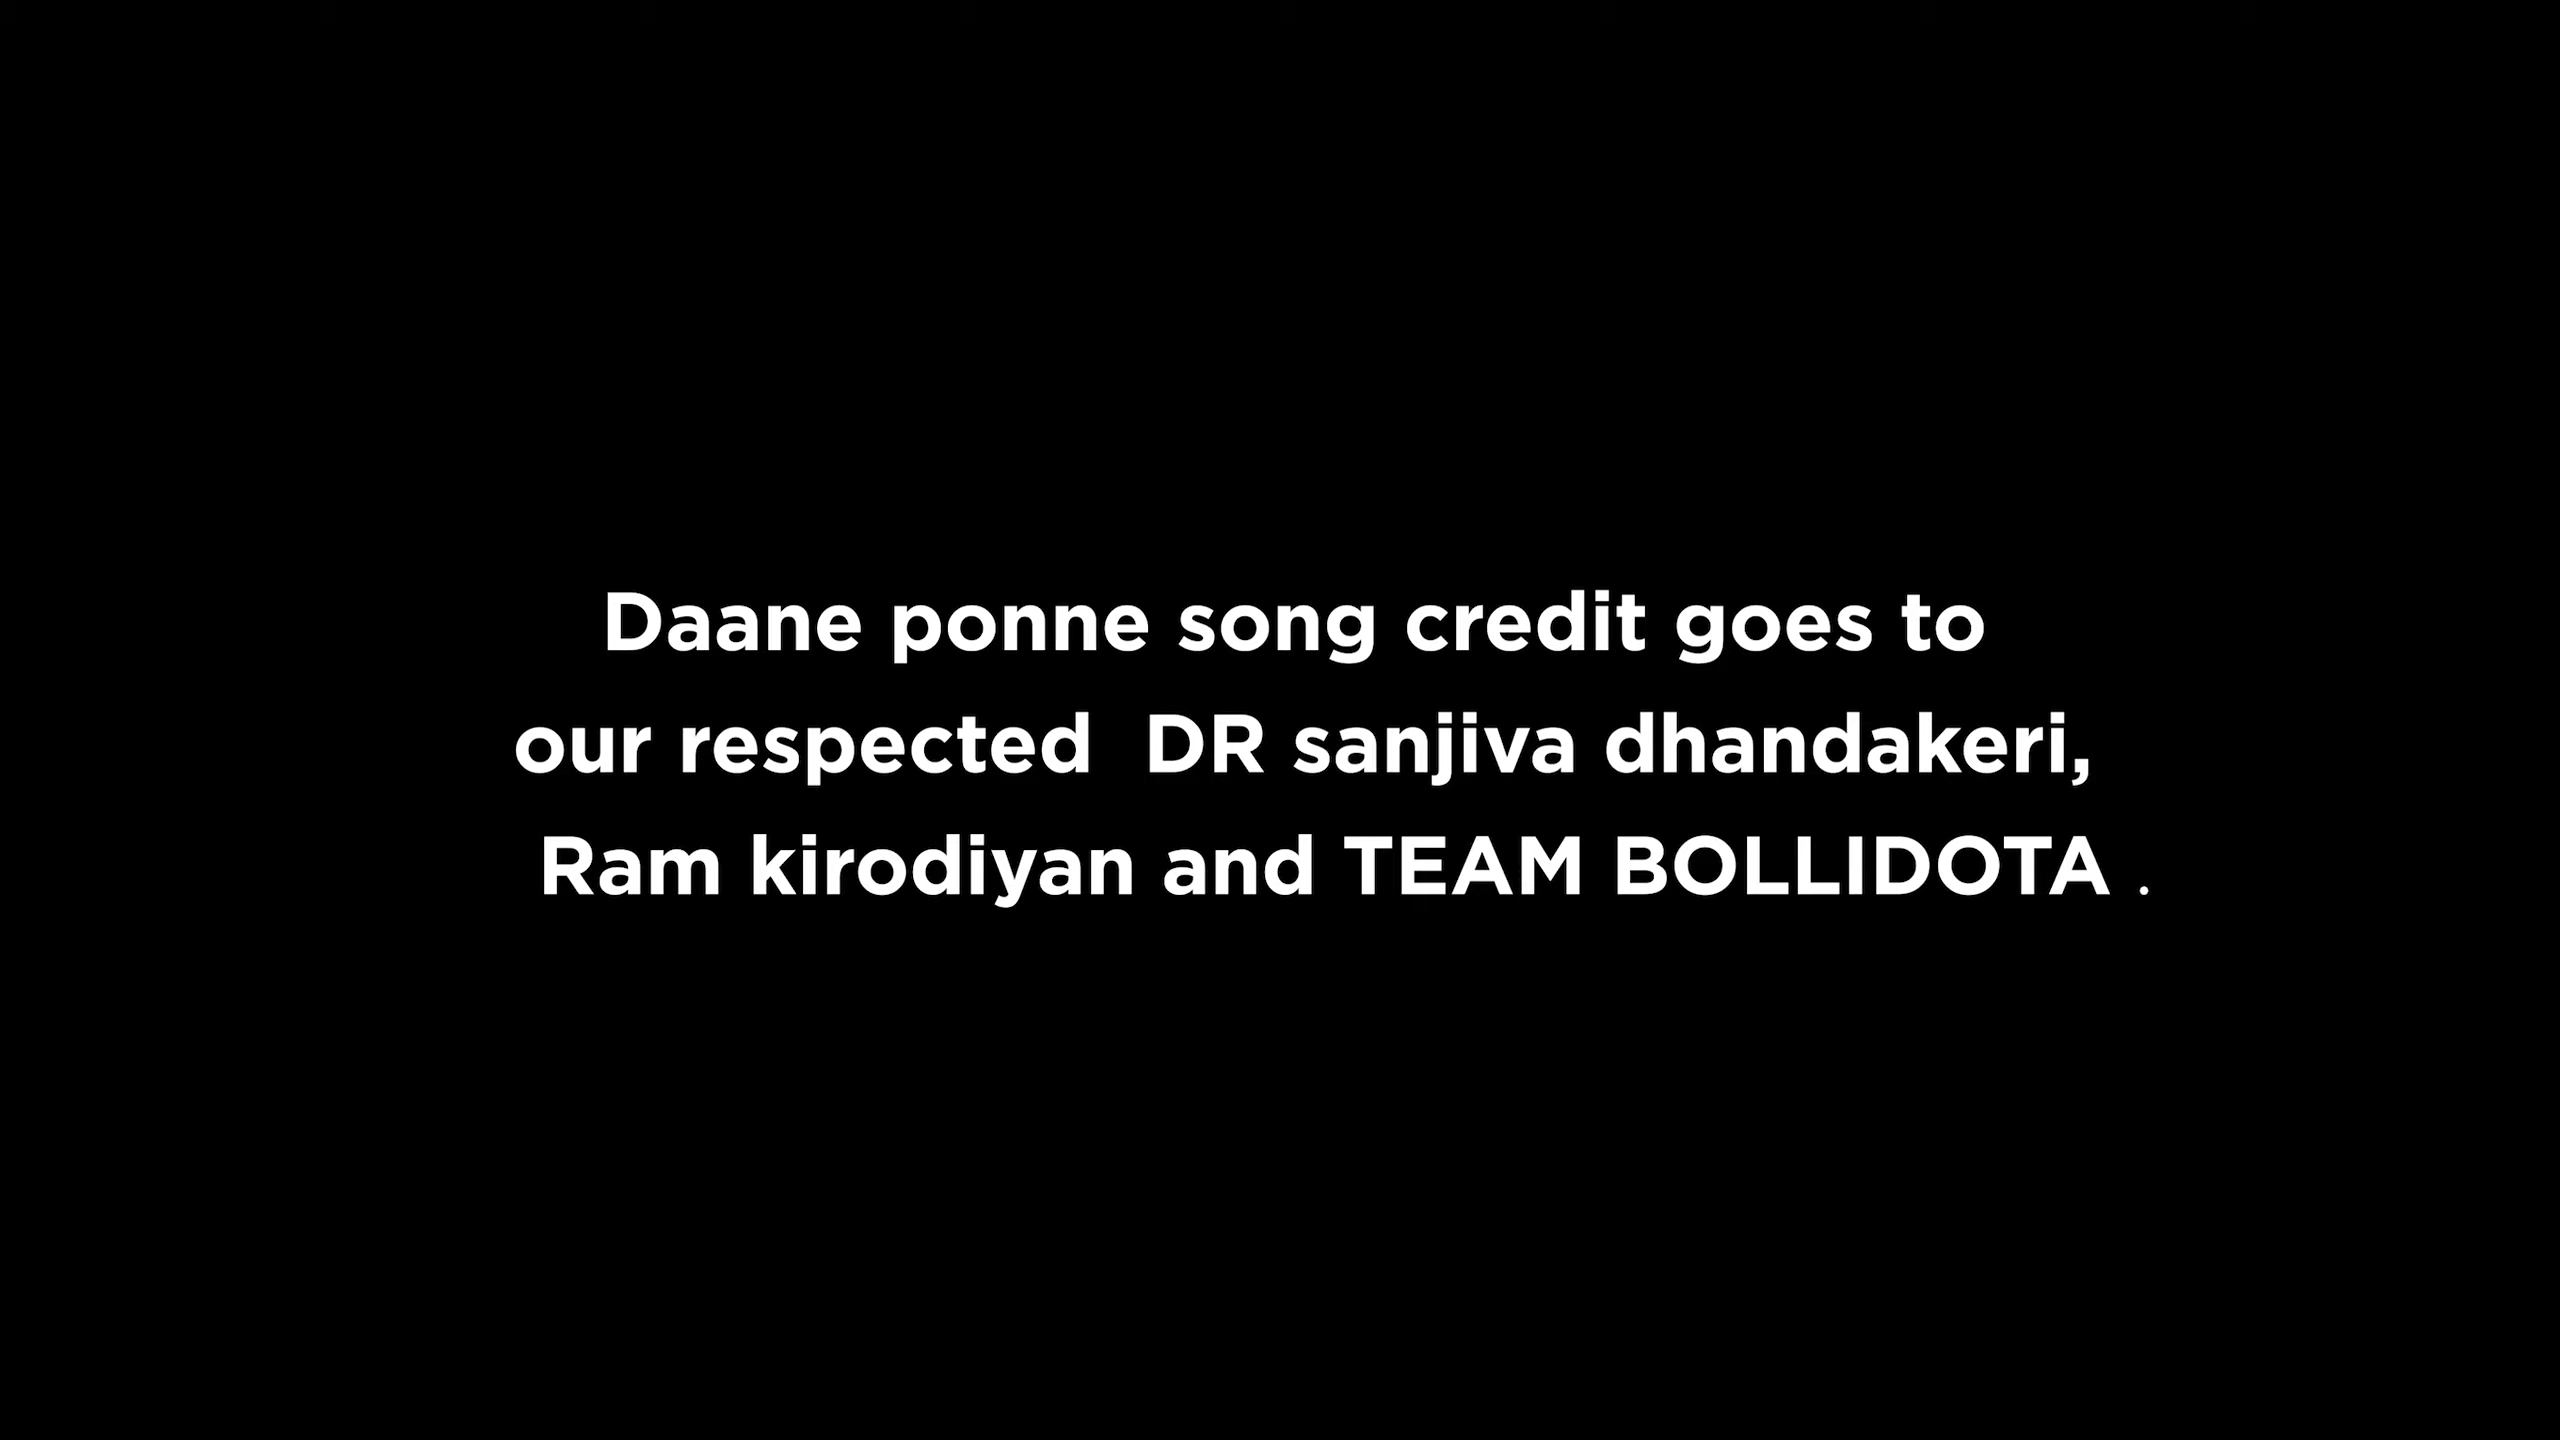 Daane ponne song credit goes to
our respected  DR sanjiva dhandakeri,
Ram kirodiyan and TEAM BOLLIDOTA .